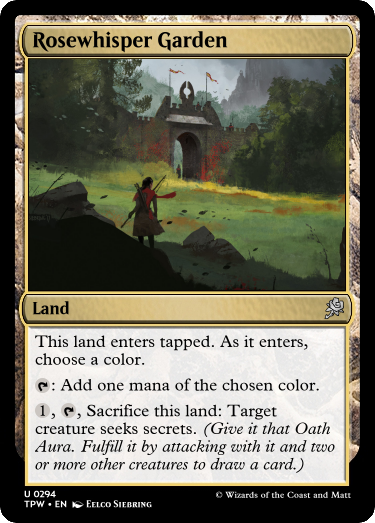 Rosewhisper Garden
Land
This land enters tapped. As it enters,
choose a color.
: Add one mana of the chosen color.
1, , Sacrifice this land: Target
creature seeks secrets. (Give it that Oath
Aura. Fulfill it by attacking with it and two
or more other creatures to draw a card.)
U 0294
TPW • EN Eelco Siebring
© Wizards of the Coast and Matt